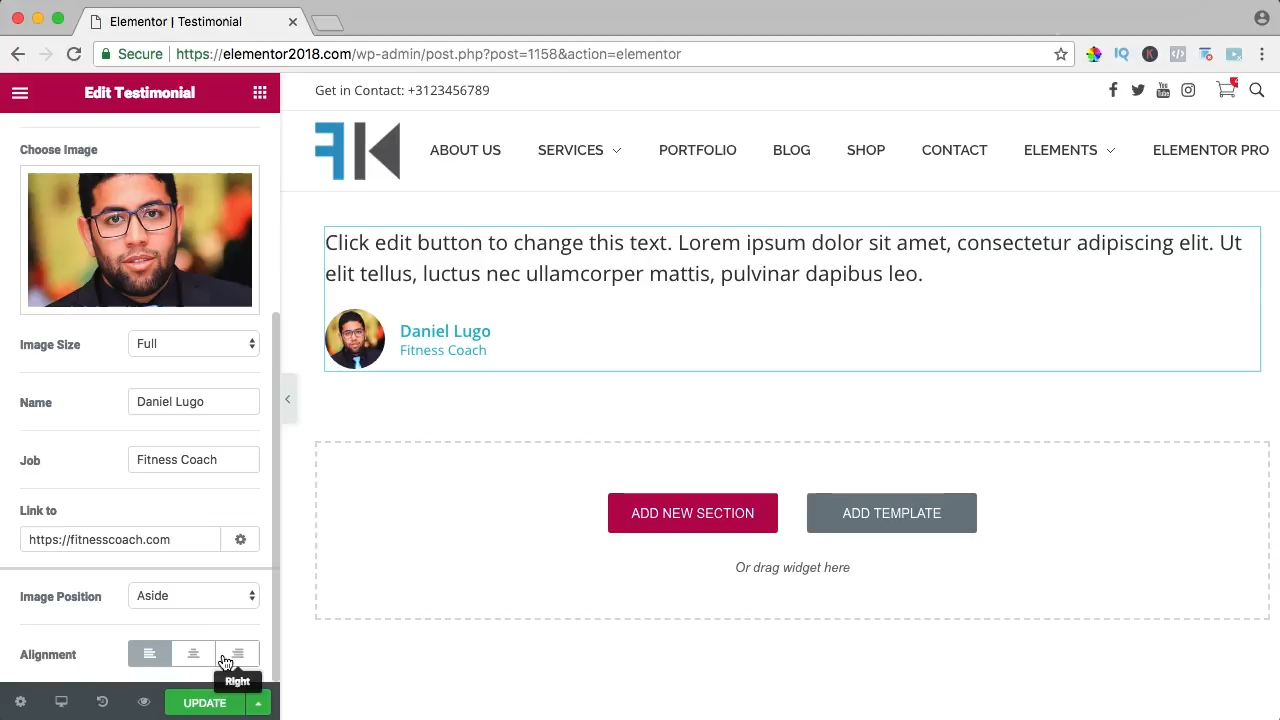 Elementor | Testimonial
Secure | https://elementor2018.com/wp-admin/post.php?post=1158&action=elementor
Edit Testimonial
Get in Contact: +3123456789
FK
ABOUT US SERVICES PORTFOLIO BLOG SHOP CONTACT ELEMENTS ELEMENTOR PRO
Choose Image
Click edit button to change this text. Lorem ipsum dolor sit amet, consectetur adipiscing elit. Ut
elit tellus, luctus nec ullamcorper mattis, pulvinar dapibus leo.
Daniel Lugo
Fitness Coach
Image Size Full
Name Daniel Lugo
Job Fitness Coach
Link to
https://fitnesscoach.com
Image Position Aside
Alignment
Right
UPDATE
ADD NEW SECTION ADD TEMPLATE
Or drag widget here